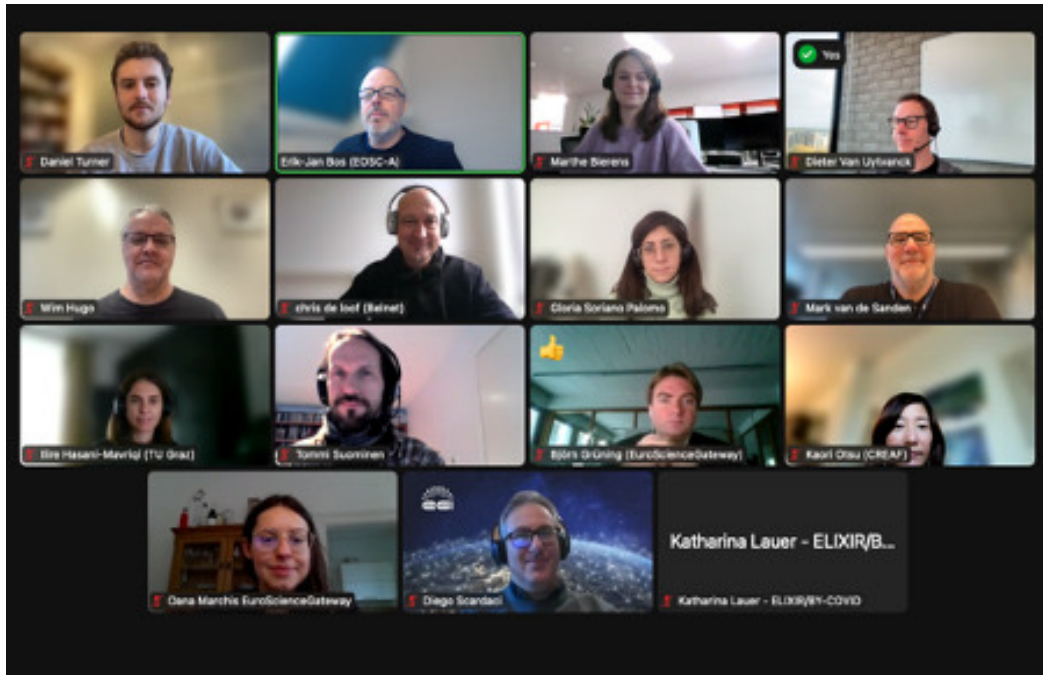 Daniel Turner
Erik-Jan Bos (EOSC-A)
Marthe Bierens
Yes
Dieter Van Uytvanck
Wim Hugo
chris de loof (Belnet)
Gloria Soriano Palomo
Mark van de Sanden
Ilire Hasani-Mavriqi (TU Graz)
Tommi Suominen
Björn Grüning (EuroScienceGateway)
Kaori Otsu (CREAF)
Oana Marchis EuroScienceGateway
Diego Scardaci
Katharina Lauer - ELIXIR/B...
Katharina Lauer - ELIXIR/BY-COVID